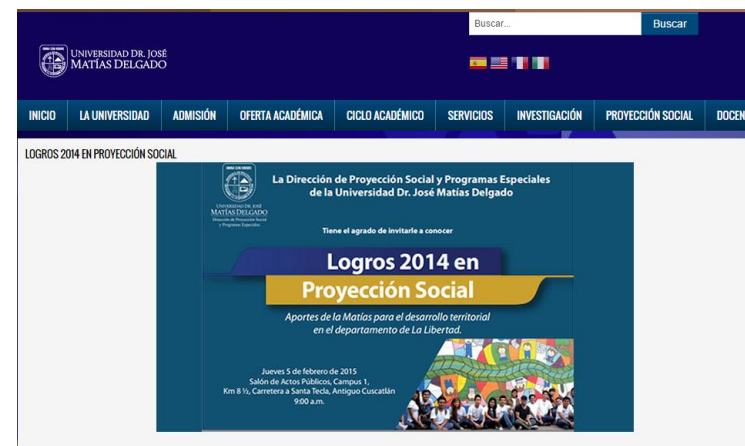 Buscar...
Buscar
UNIVERSIDAD DR. JOSÉ
MATÍAS DELGADO
INICIO
LA UNIVERSIDAD
ADMISIÓN
OFERTA ACADÉMICA
CICLO ACADÉMICO
SERVICIOS
INVESTIGACIÓN
PROYECCIÓN SOCIAL
DOCEN
LOGROS 2014 EN PROYECCIÓN SOCIAL
UNIVERSIDAD DR. JOSÉ
MATÍAS DELGADO
Dirección de Proyección Social
y Programas Especiales
La Dirección de Proyección Social y Programas Especiales
de la Universidad Dr. José Matías Delgado
Tiene el agrado de invitarle a conocer
Logros 2014 en
Proyección Social
Aportes de la Matías para el desarrollo territorial
en el departamento de La Libertad.
Jueves 5 de febrero de 2015
Salón de Actos Públicos, Campus 1,
Km 8 ½, Carretera a Santa Tecla, Antiguo Cuscatlán
9:00 a.m.